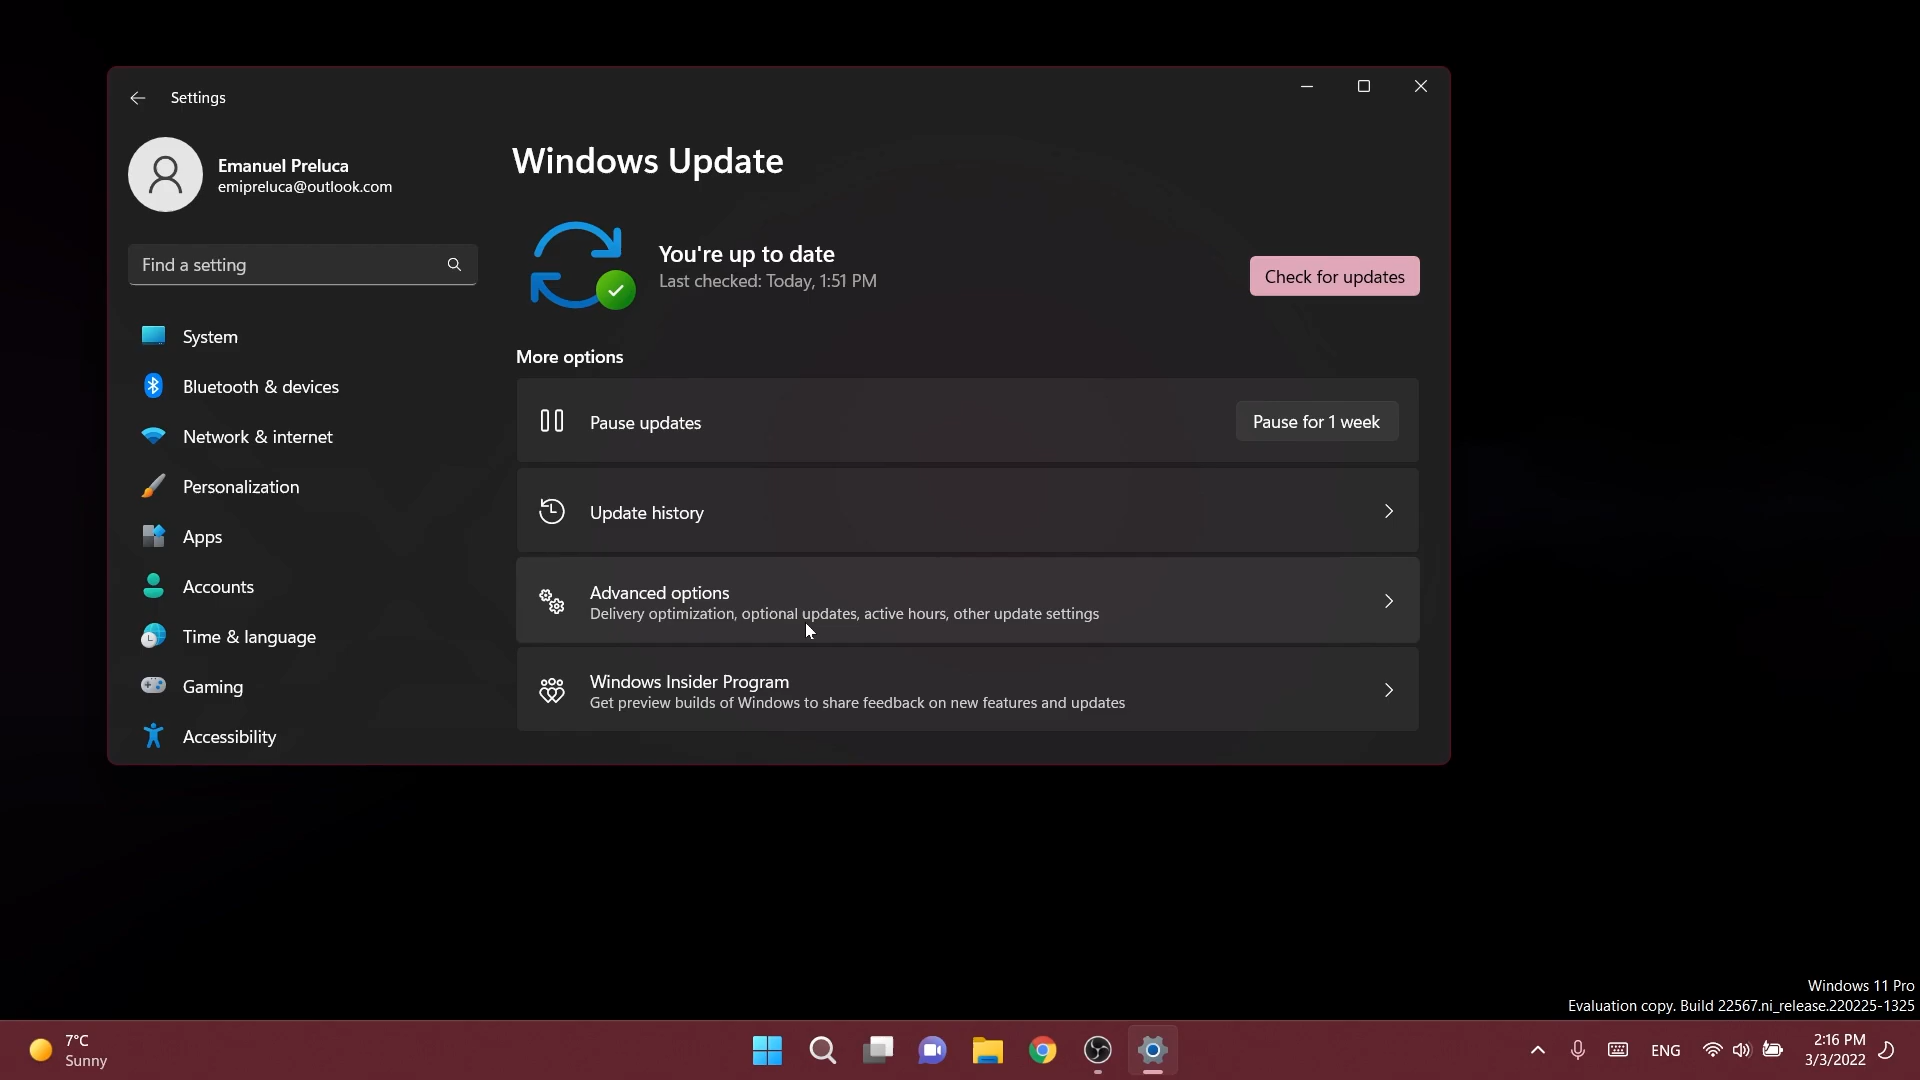 Settings
Emanuel Preluca
emipreluca@outlook.com
Find a setting
System
Bluetooth & devices
Network & internet
Personalization
Apps
Accounts
Time & language
Gaming
Accessibility
Windows Update
You're up to date
Last checked: Today, 1:51 PM
Check for updates
More options
Pause updates
Pause for 1 week
Update history
Advanced options
Delivery optimization, optional updates, active hours, other update settings
Windows Insider Program
Get preview builds of Windows to share feedback on new features and updates
Windows 11 Pro
Evaluation copy. Build 22567.ni_release.220225-1325
7°C
Sunny
ENG
2:16 PM
3/3/2022